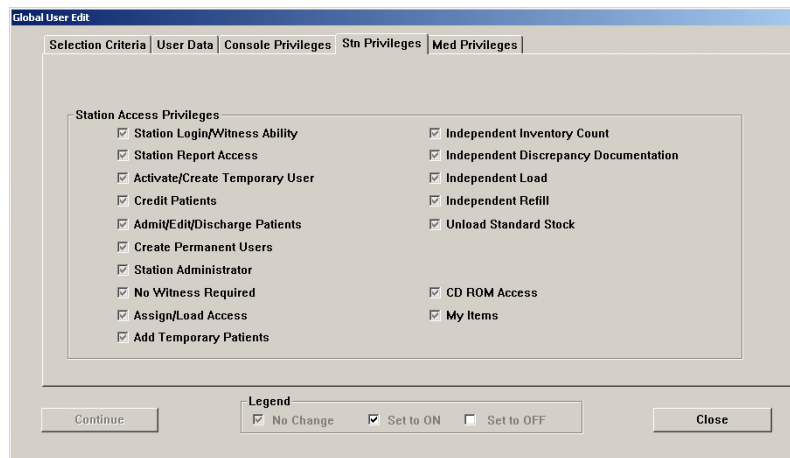 Global User Edit
Selection Criteria User Data Console Privileges Stn Privileges Med Privileges
Station Access Privileges
Station Login/Witness Ability
Station Report Access
Activate/Create Temporary User
Credit Patients
Admit/Edit/Discharge Patients
Create Permanent Users
Station Administrator
No Witness Required
Assign/Load Access
Add Temporary Patients
Independent Inventory Count
Independent Discrepancy Documentation
Independent Load
Independent Refill
Unload Standard Stock
CD ROM Access
My Items
Continue
Legend
No Change Set to ON Set to OFF
Close